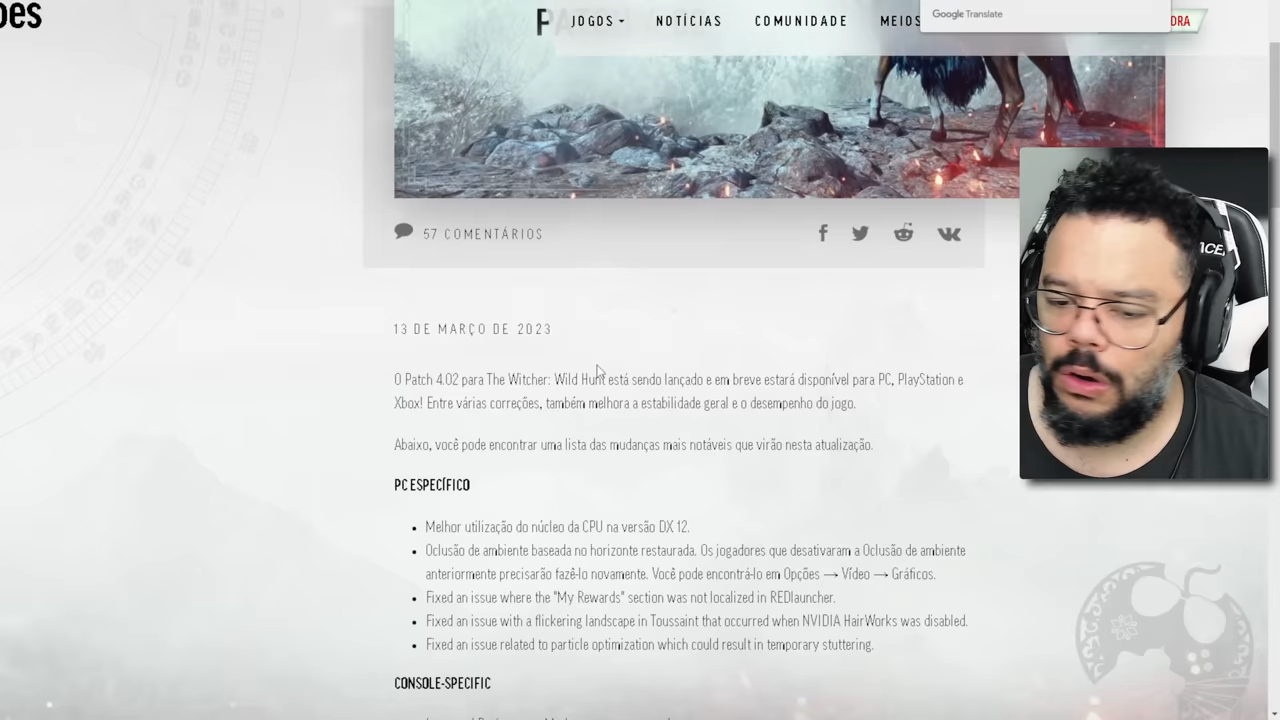 oes
P
JOGOS
NOTÍCIAS
COMUNIDADE
MEIOS
Google Translate
ORA
57 COMENTÁRIOS
13 DE MARÇO DE 2023
O Patch 4.02 para The Witcher: Wild Hunt está sendo lançado e em breve estará disponível para PC, PlayStation e
Xbox! Entre várias correções, também melhora a estabilidade geral e o desempenho do jogo.
Abaixo, você pode encontrar uma lista das mudanças mais notáveis que virão nesta atualização.
PC ESPECÍFICO
Melhor utilização do núcleo da CPU na versão DX 12.
Oclusão de ambiente baseada no horizonte restaurada. Os jogadores que desativaram a Oclusão de ambiente
anteriormente precisarão fazê-lo novamente. Você pode encontrá-lo em Opções → Vídeo → Gráficos.
Fixed an issue where the "My Rewards" section was not localized in REDlauncher.
Fixed an issue with a flickering landscape in Toussaint that occurred when NVIDIA HairWorks was disabled.
Fixed an issue related to particle optimization which could result in temporary stuttering.
CONSOLE-SPECIFIC